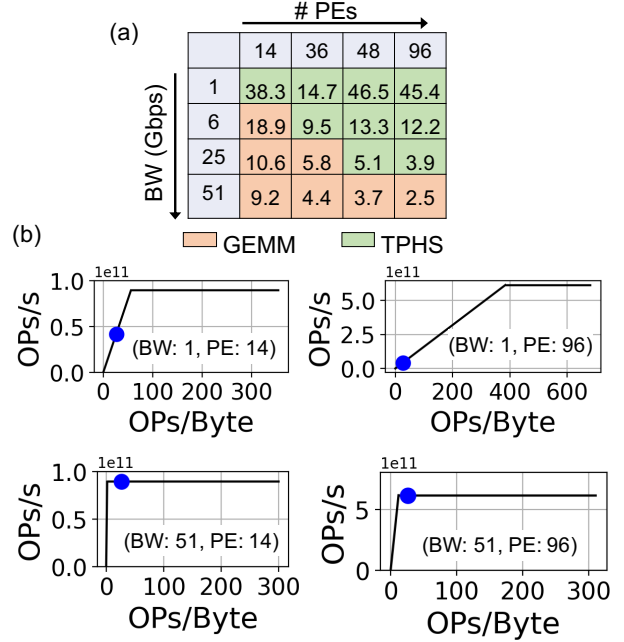 # PEs
(a)
14 36 48 96
1 38.3 14.7 46.5 45.4
6 18.9 9.5 13.3 12.2
25 10.6 5.8 5.1 3.9
51 9.2 4.4 3.7 2.5
BW (Gbps)
GEMM TPHS
(b)
1e11
OPs/s
1.0
0.5
0.0
(BW: 1, PE: 14)
0 100 200 300
OPs/Byte
1e11
OPs/s
5.0
2.5
0.0
(BW: 1, PE: 96)
0 200 400 600
OPs/Byte
1e11
OPs/s
1.0
0.5
0.0
(BW: 51, PE: 14)
0 100 200 300
OPs/Byte
1e11
OPs/s
5
0
(BW: 51, PE: 96)
0 100 200 300
OPs/Byte